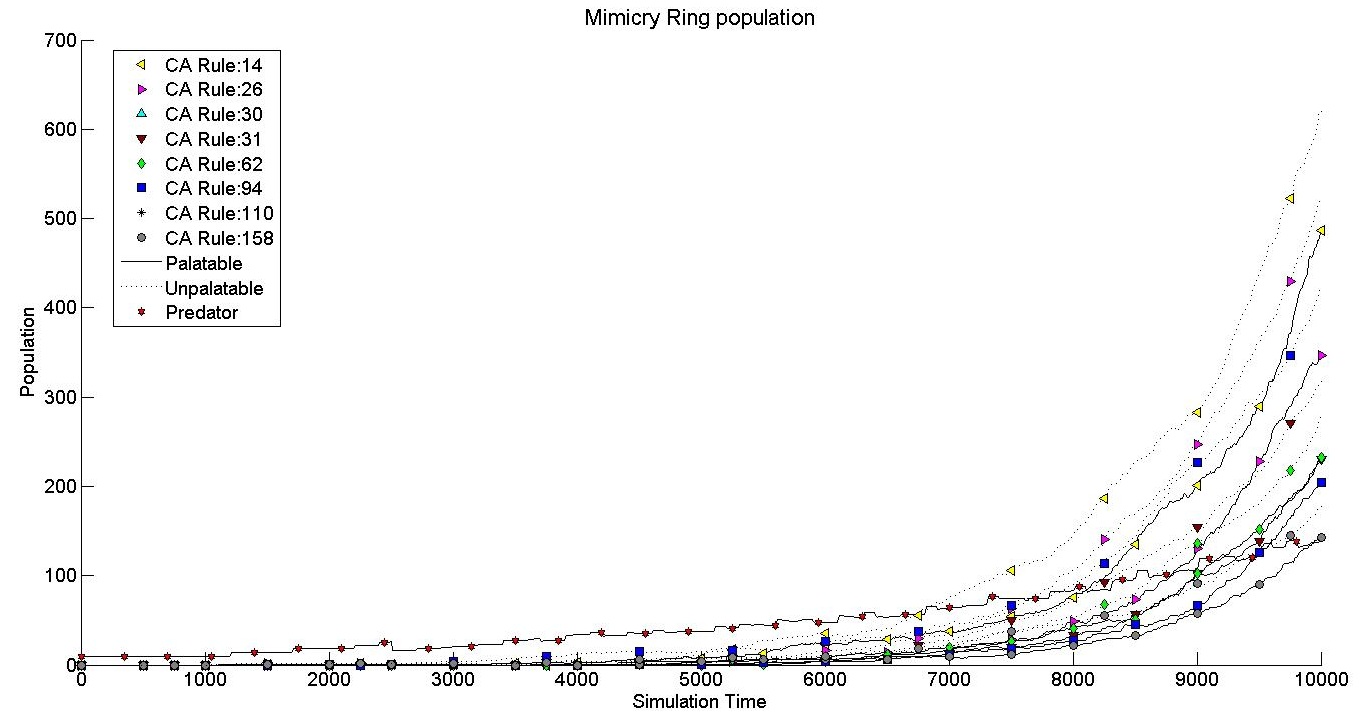 Mimicry Ring population
700
600
500
400
300
200
100
0
Population
CA Rule:14
CA Rule:26
CA Rule:30
CA Rule:31
CA Rule:62
CA Rule:94
CA Rule:110
CA Rule:158
Palatable
Unpalatable
Predator
0 1000 2000 3000 4000 5000 6000 7000 8000 9000 10000
Simulation Time